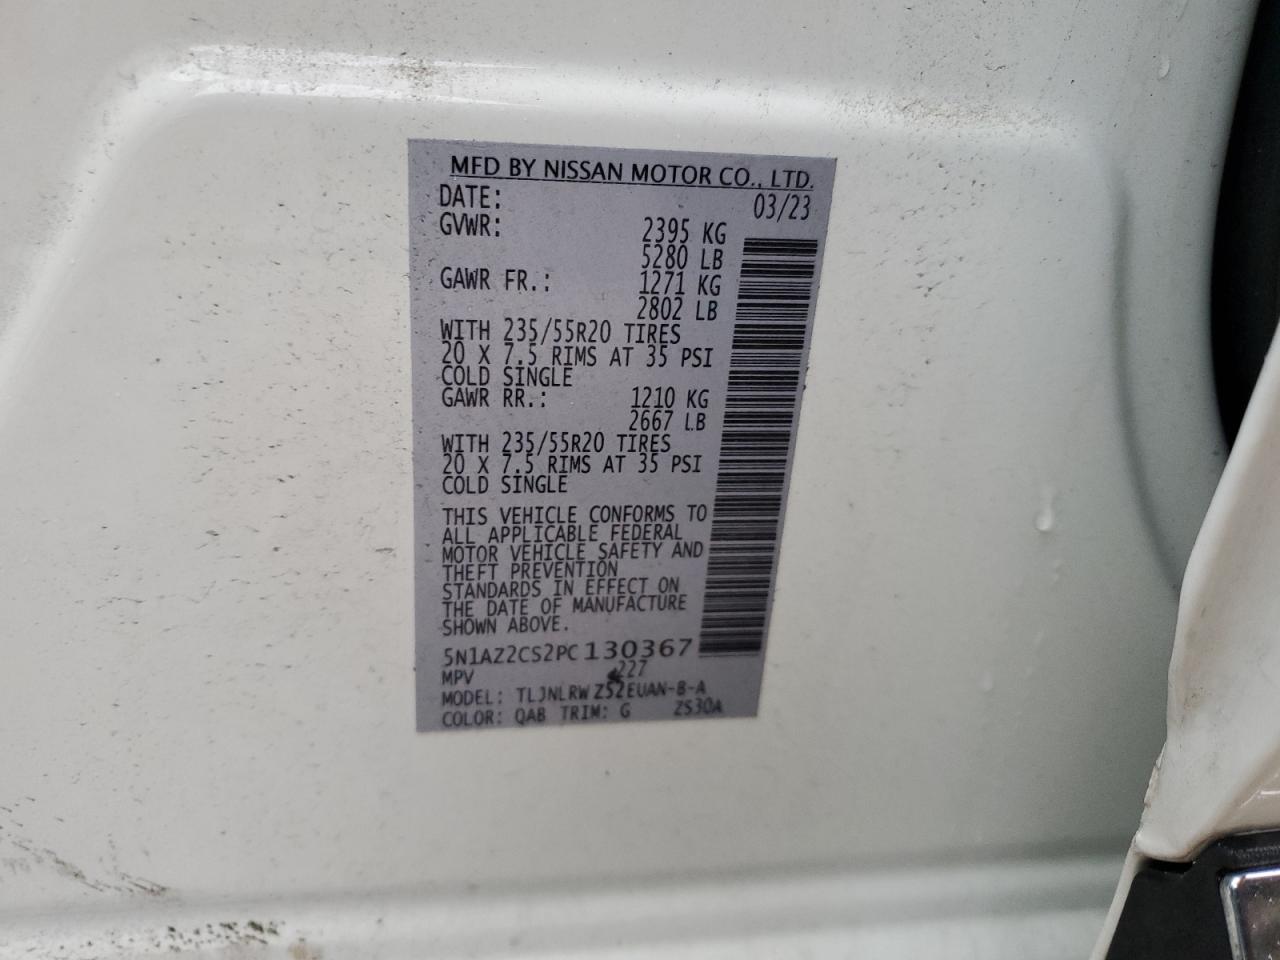 MFD BY NISSAN MOTOR CO., LTD.
DATE: 03/23
GVWR: 2395 KG
5280 LB
GAWR FR.: 1271 KG
2802 LB
WITH 235/55R20 TIRES
20 X 7.5 RIMS AT 35 PSI
COLD SINGLE
GAWR RR.: 1210 KG
2667 LB
WITH 235/55R20 TIRES
20 X 7.5 RIMS AT 35 PSI
COLD SINGLE
THIS VEHICLE CONFORMS TO
ALL APPLICABLE FEDERAL
MOTOR VEHICLE SAFETY AND
THEFT PREVENTION
STANDARDS IN EFFECT ON
THE DATE OF MANUFACTURE
SHOWN ABOVE.
5N1AZ2CS2PC130367
MPV 227
MODEL: TLJNLRWZ52EUAN-B-A
COLOR: QAB TRIM: G ZS30A